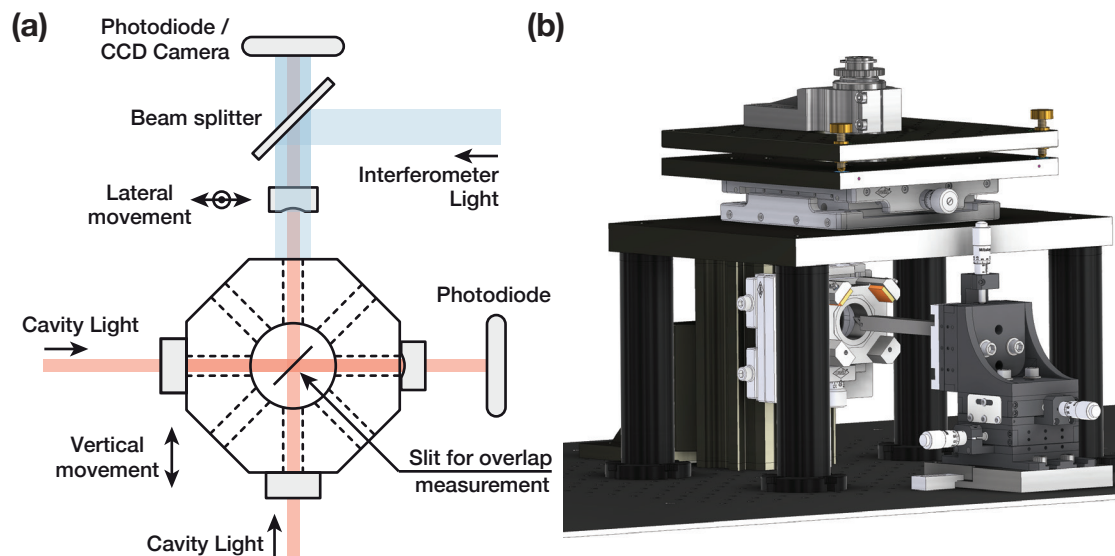 (a)
Photodiode /
CCD Camera
Beam splitter
Interferometer
Light
Lateral
movement
Photodiode
Cavity Light
Vertical
movement
Slit for overlap
measurement
Cavity Light
(b)